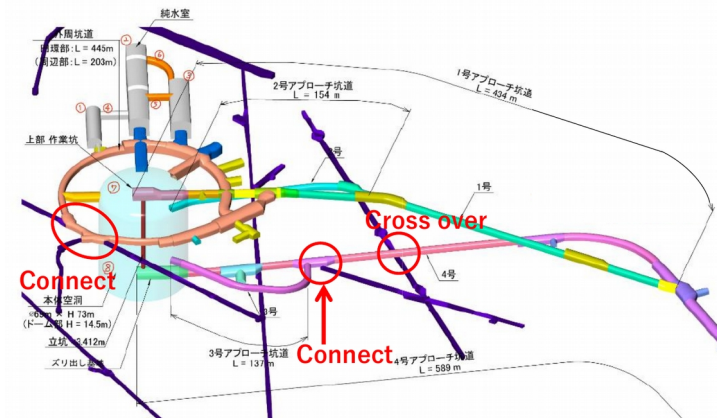 純水室
外周坑道
円環部:L = 445m
(周辺部:L = 203m)
②
⑥
③
①
④
⑤
2号アプローチ坑道
L = 154 m
1号アプローチ坑道
L = 434 m
上部 作業坑
2号
⑦
1号
Cross over
Connect
⑧
4号
本体空洞
(ドーム部 H = 14.5m)
3号
立坑
ズリ出し
3号アプローチ坑道
L = 137m
Connect
4号アプローチ坑道
L = 589 m